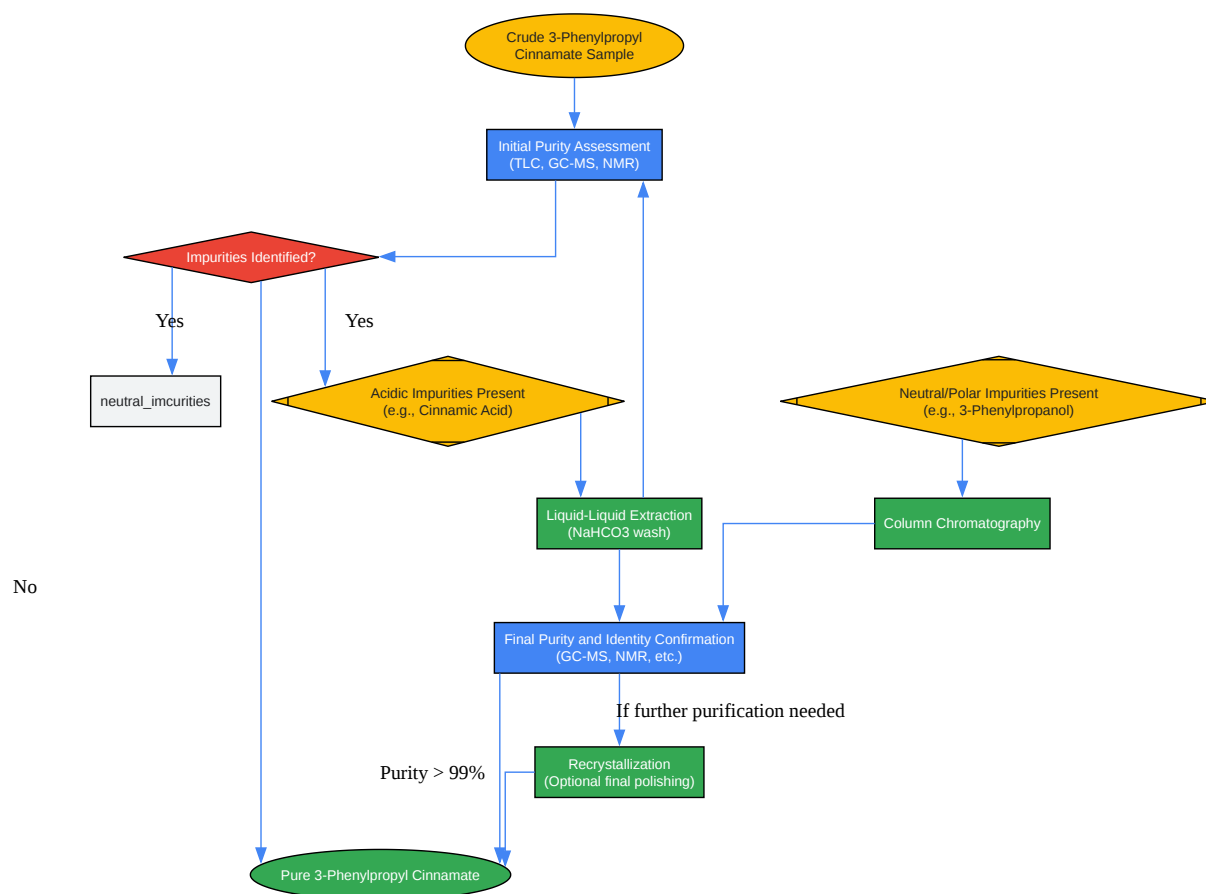 Crude 3-Phenylpropyl
Cinnamate Sample
Initial Purity Assessment
(TLC, GC-MS, NMR)
Impurities Identified?
Yes
Yes
neutral_imcurities
Acidic Impurities Present
(e.g., Cinnamic Acid)
Neutral/Polar Impurities Present
(e.g., 3-Phenylpropanol)
Liquid-Liquid Extraction
(NaHCO3 wash)
Column Chromatography
No
Final Purity and Identity Confirmation
(GC-MS, NMR, etc.)
If further purification needed
Purity > 99%
Recrystallization
(Optional final polishing)
Pure 3-Phenylpropyl Cinnamate